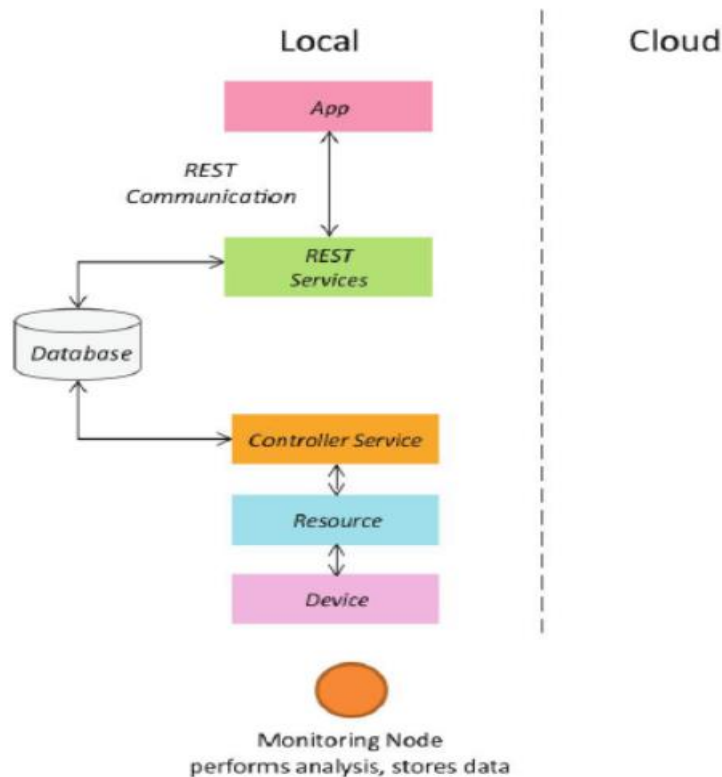 Local
Cloud
App
REST
Communication
REST
Services
Database
Controller Service
Resource
Device
Monitoring Node
performs analysis, stores data